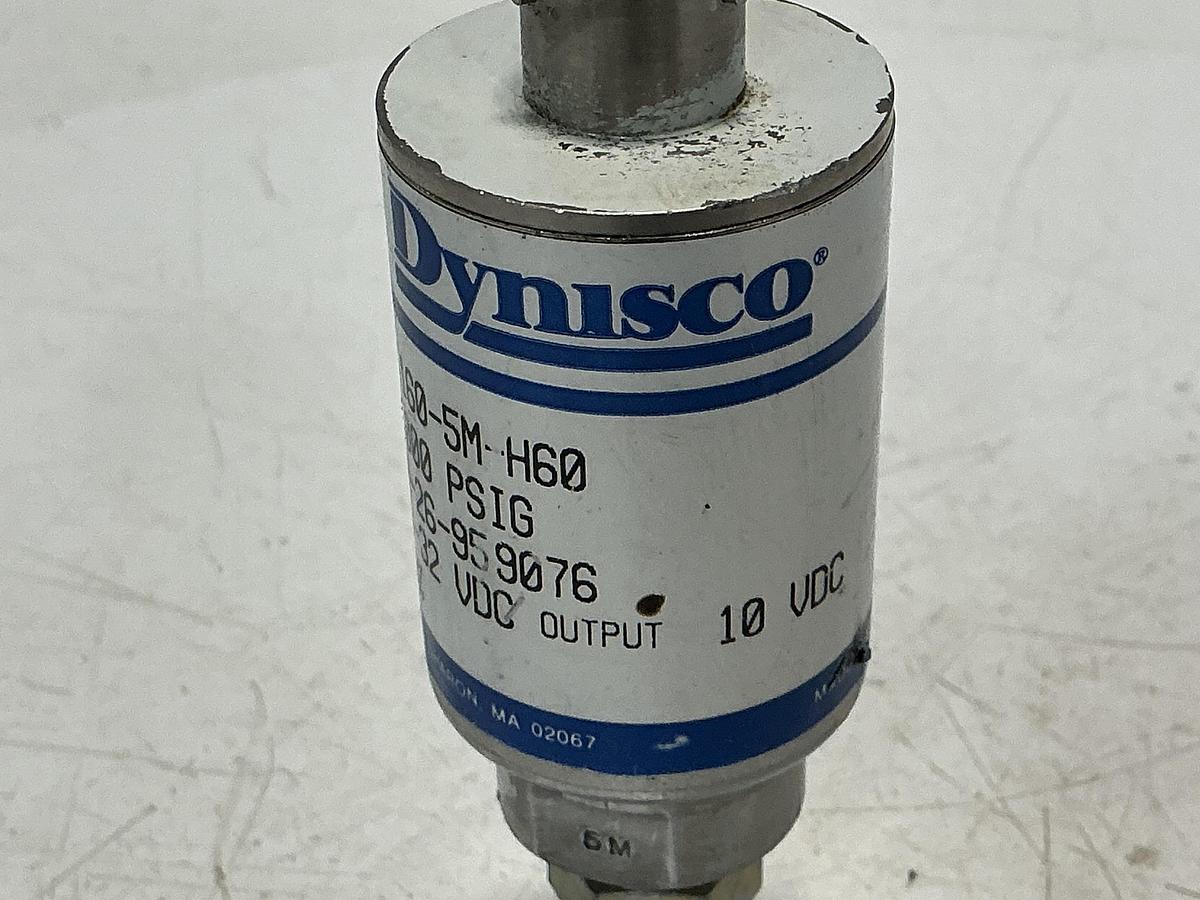 Dynisco®
160-5M-H60
000 PSIG
26-959076
32 VDC OUTPUT 10 VDC
MA 02067
5M